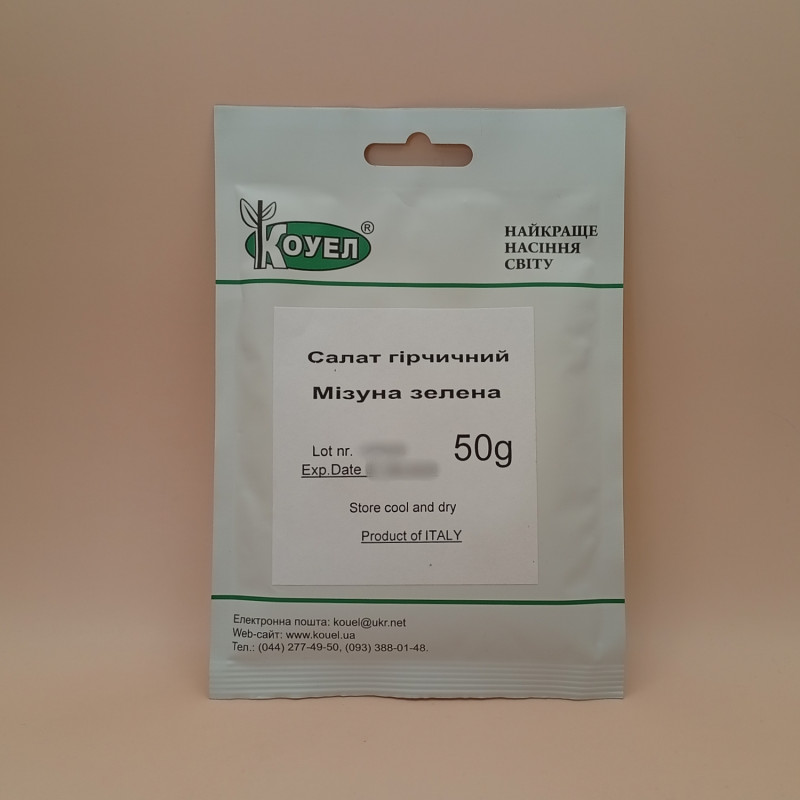 КОУЕЛ®
НАЙКРАЩЕ
НАСІННЯ
СВІТУ
Салат гірчичний
Мізуна зелена
Lot nr.
50g
Exp.Date
Store cool and dry
Product of ITALY
Електронна пошта: kouel@ukr.net
Web-сайт: www.kouel.ua
Тел.: (044) 277-49-50, (093) 388-01-48.